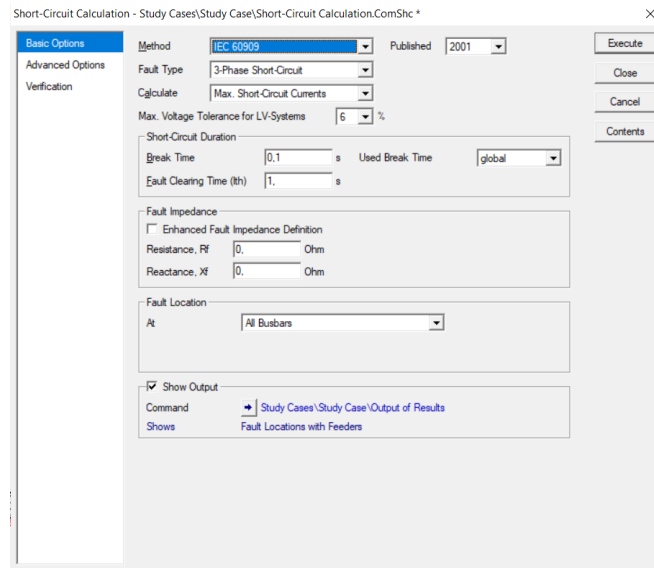 Short-Circuit Calculation - Study Cases\Study Case\Short-Circuit Calculation.ComShc *
Basic Options
Advanced Options
Verification
Method IEC 60909 Published 2001
Fault Type 3-Phase Short-Circuit
Calculate Max. Short-Circuit Currents
Max. Voltage Tolerance for LV-Systems 6 %
Short-Circuit Duration
Break Time 0,1 s Used Break Time global
Fault Clearing Time (Ith) 1, s
Fault Impedance
Enhanced Fault Impedance Definition
Resistance, Rf 0, Ohm
Reactance, Xf 0, Ohm
Fault Location
At All Busbars
Show Output
Command Study Cases\Study Case\Output of Results
Shows Fault Locations with Feeders
Execute
Close
Cancel
Contents